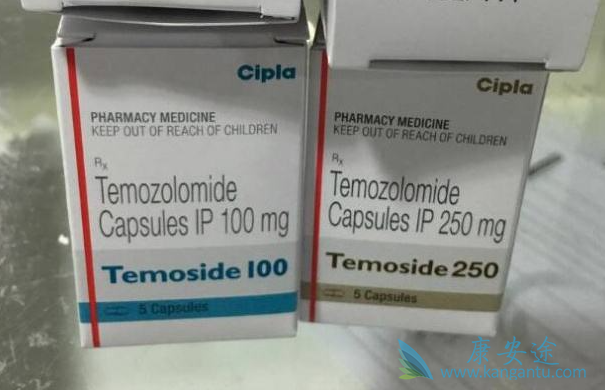 Cipla
PHARMACY MEDICINE
KEEP OUT OF REACH OF CHILDREN
Rx
Temozolomide
Capsules IP 100 mg
Temoside 100
5 Capsules
Cipla
PHARMACY MEDICINE
KEEP OUT OF REACH OF CHILDREN
Rx
Temozolomide
Capsules IP 250 mg
Temoside 250
5 Capsules
康安途
www.kangantu.com